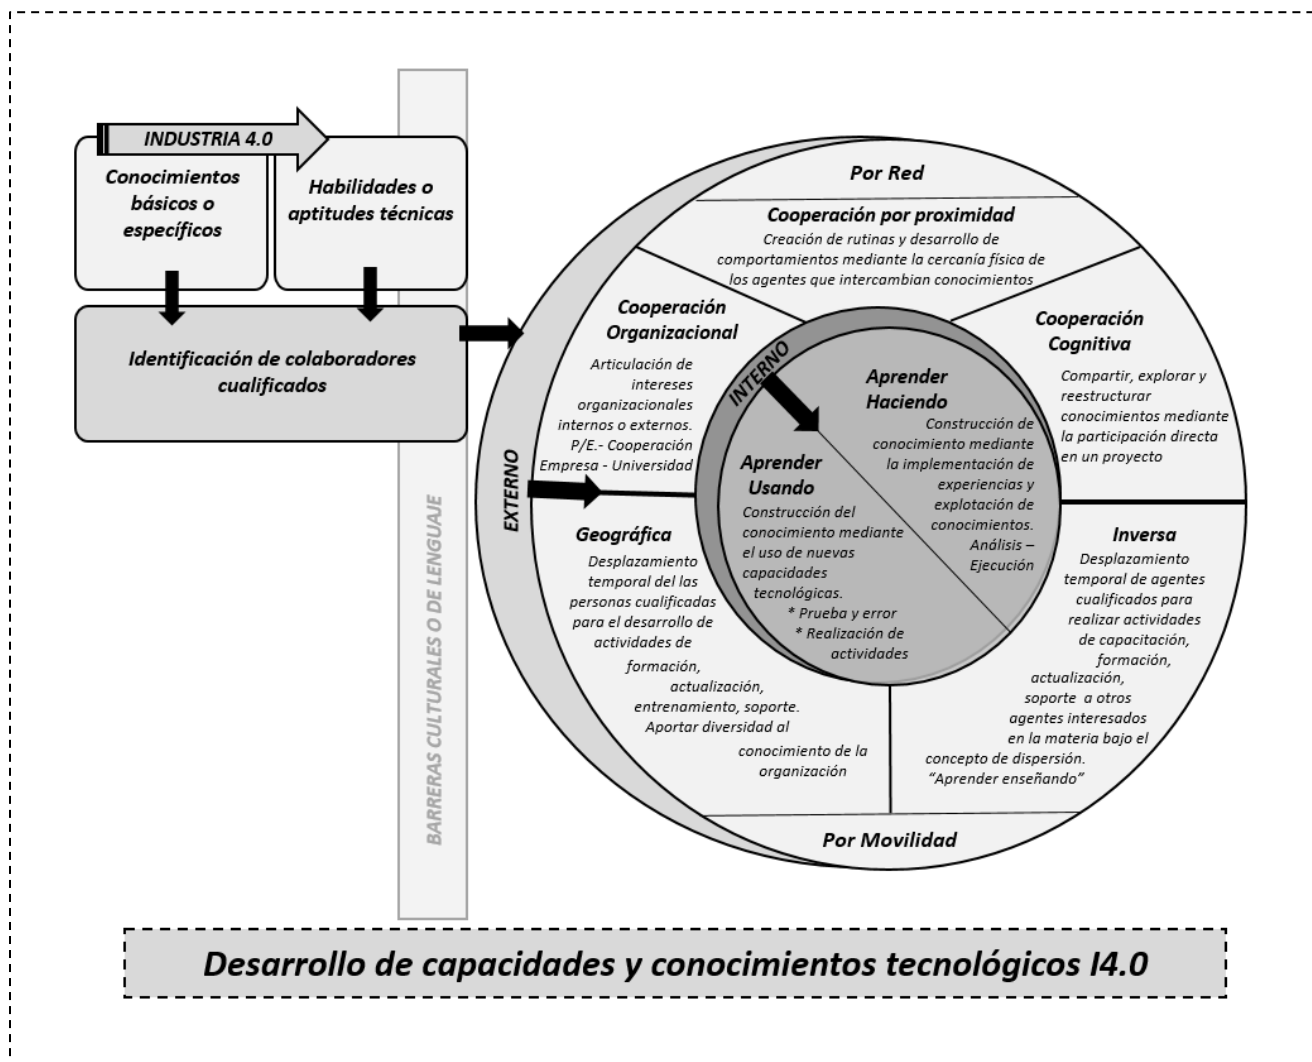 INDUSTRIA 4.0
Conocimientos
básicos o
específicos
Habilidades o
aptitudes técnicas
Identificación de colaboradores
cualificados
BARRERAS CULTURALES O DE LENGUAJE
EXTERNO
Por Red
Cooperación por proximidad
Creación de rutinas y desarrollo de
comportamientos mediante la cercanía física de
los agentes que intercambian conocimientos
Cooperación
Organizacional
Articulación de
intereses
organizacionales
internos o externos.
P/E.- Cooperación
Empresa - Universidad
Cooperación
Cognitiva
Compartir, explorar y
reestructurar
conocimientos mediante
la participación directa
en un proyecto
INTERNO
Aprender
Haciendo
Construcción de
conocimiento mediante
la implementación de
experiencias y
explotación de
conocimientos.
Análisis –
Ejecución
Aprender
Usando
Construcción del
conocimiento mediante
el uso de nuevas
capacidades
tecnológicas.
* Prueba y error
* Realización de
actividades
Geográfica
Desplazamiento
temporal del las
personas cualificadas
para el desarrollo de
actividades de
formación,
actualización,
entrenamiento, soporte.
Aportar diversidad al
conocimiento de la
organización
Inversa
Desplazamiento
temporal de agentes
cualificados para
realizar actividades
de capacitación,
formación,
actualización,
soporte a otros
agentes interesados
en la materia bajo el
concepto de dispersión.
“Aprender enseñando”
Por Movilidad
Desarrollo de capacidades y conocimientos tecnológicos I4.0